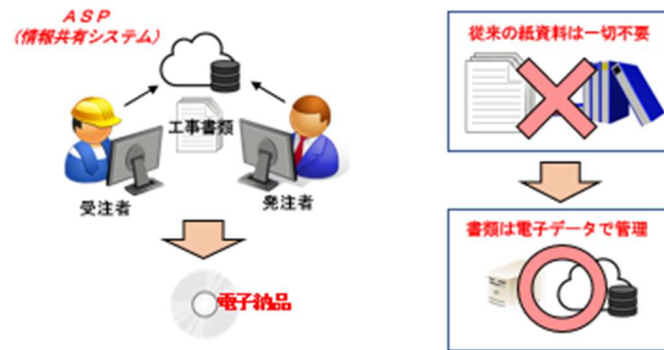 ASP
(情報共有システム)
工事書類
受注者
発注者
電子納品
従来の紙資料は一切不要
書類は電子データで管理